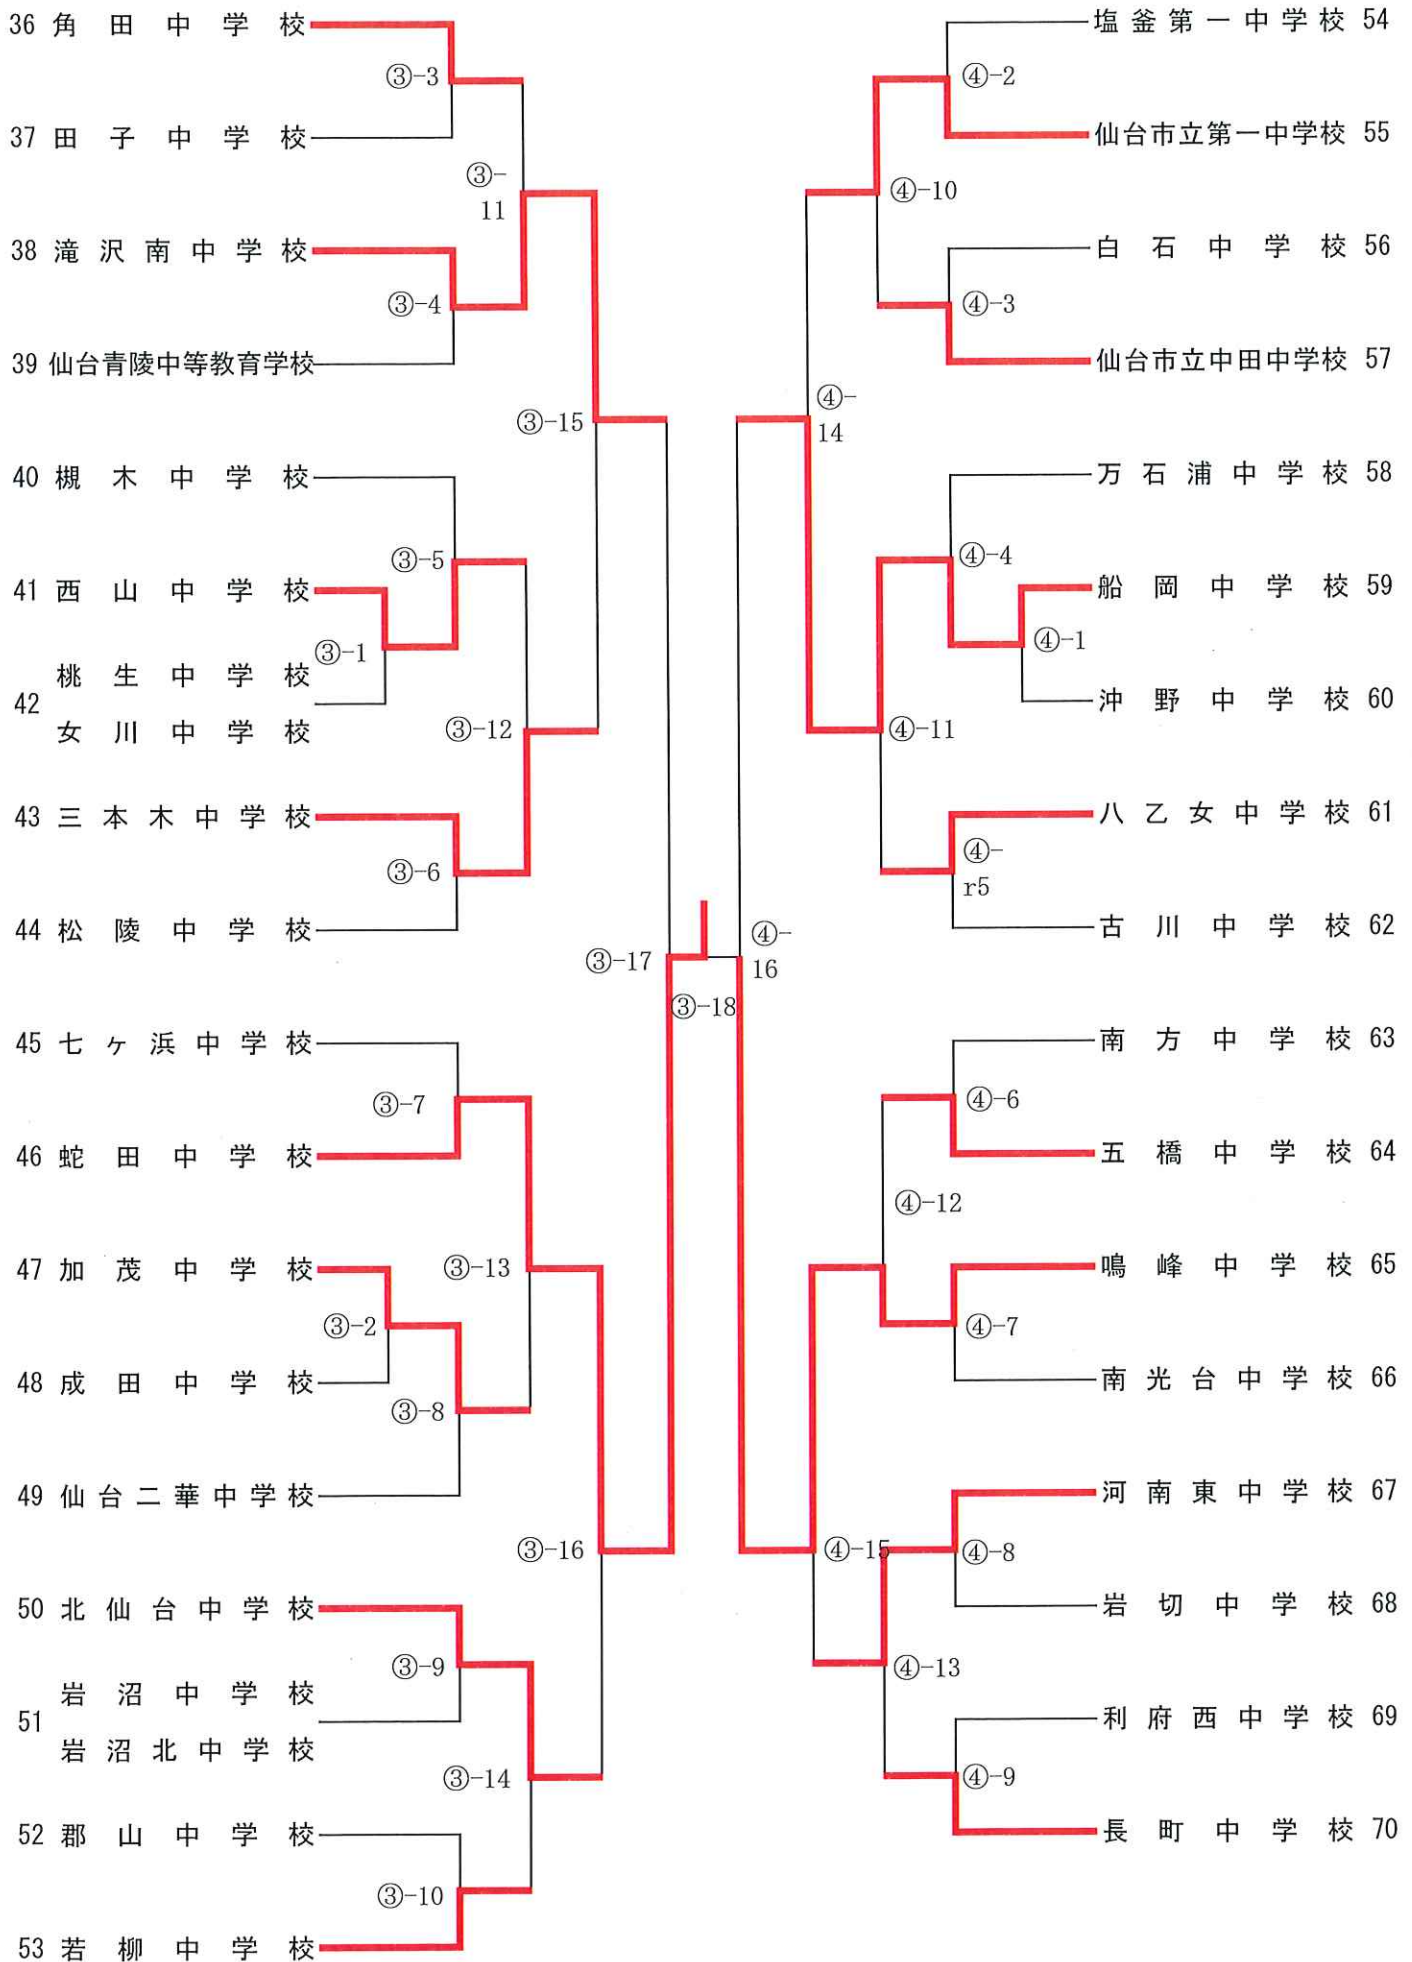 36 角田中学校
③-3
37 田子中学校
③-
11
38 滝沢南中学校
③-4
39 仙台青陵中等教育学校
③-15
40 槻木中学校
③-5
41 西山中学校
③-1
42 桃生中学校
女川中学校
③-12
43 三本木中学校
③-6
44 松陵中学校
③-17
③-18
45 七ヶ浜中学校
③-7
46 蛇田中学校
47 加茂中学校
③-13
③-2
48 成田中学校
③-8
49 仙台二華中学校
③-16
50 北仙台中学校
③-9
51 岩沼中学校
岩沼北中学校
③-14
52 郡山中学校
③-10
53 若柳中学校
塩釜第一中学校 54
④-2
仙台市立第一中学校 55
④-10
白石中学校 56
④-3
仙台市立中田中学校 57
④-
14
万石浦中学校 58
④-4
船岡中学校 59
④-1
沖野中学校 60
④-11
八乙女中学校 61
④-
r5
古川中学校 62
④-
16
南方中学校 63
④-6
五橋中学校 64
④-12
鳴峰中学校 65
④-7
南光台中学校 66
河南東中学校 67
④-15
④-8
岩切中学校 68
④-13
利府西中学校 69
④-9
長町中学校 70